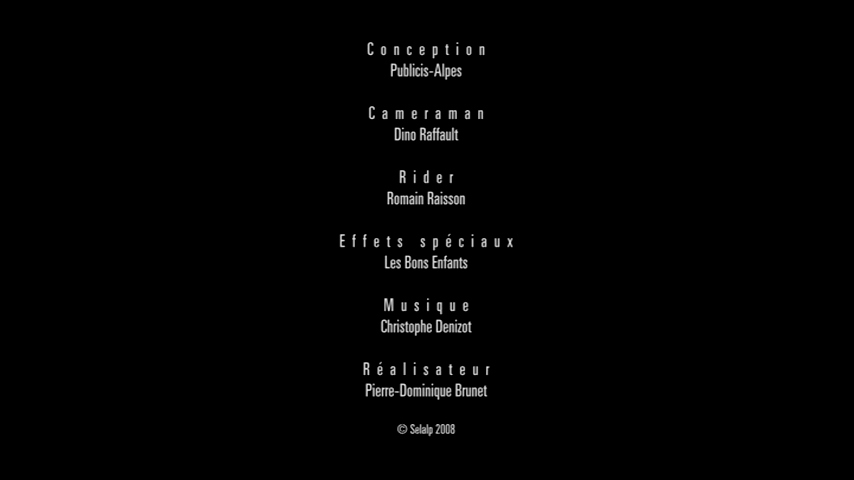 Conception
Publicis-Alpes
Cameraman
Dino Raffault
Rider
Romain Raisson
Effets spéciaux
Les Bons Enfants
Musique
Christophe Denizot
Réalisateur
Pierre-Dominique Brunet
© Selalp 2008